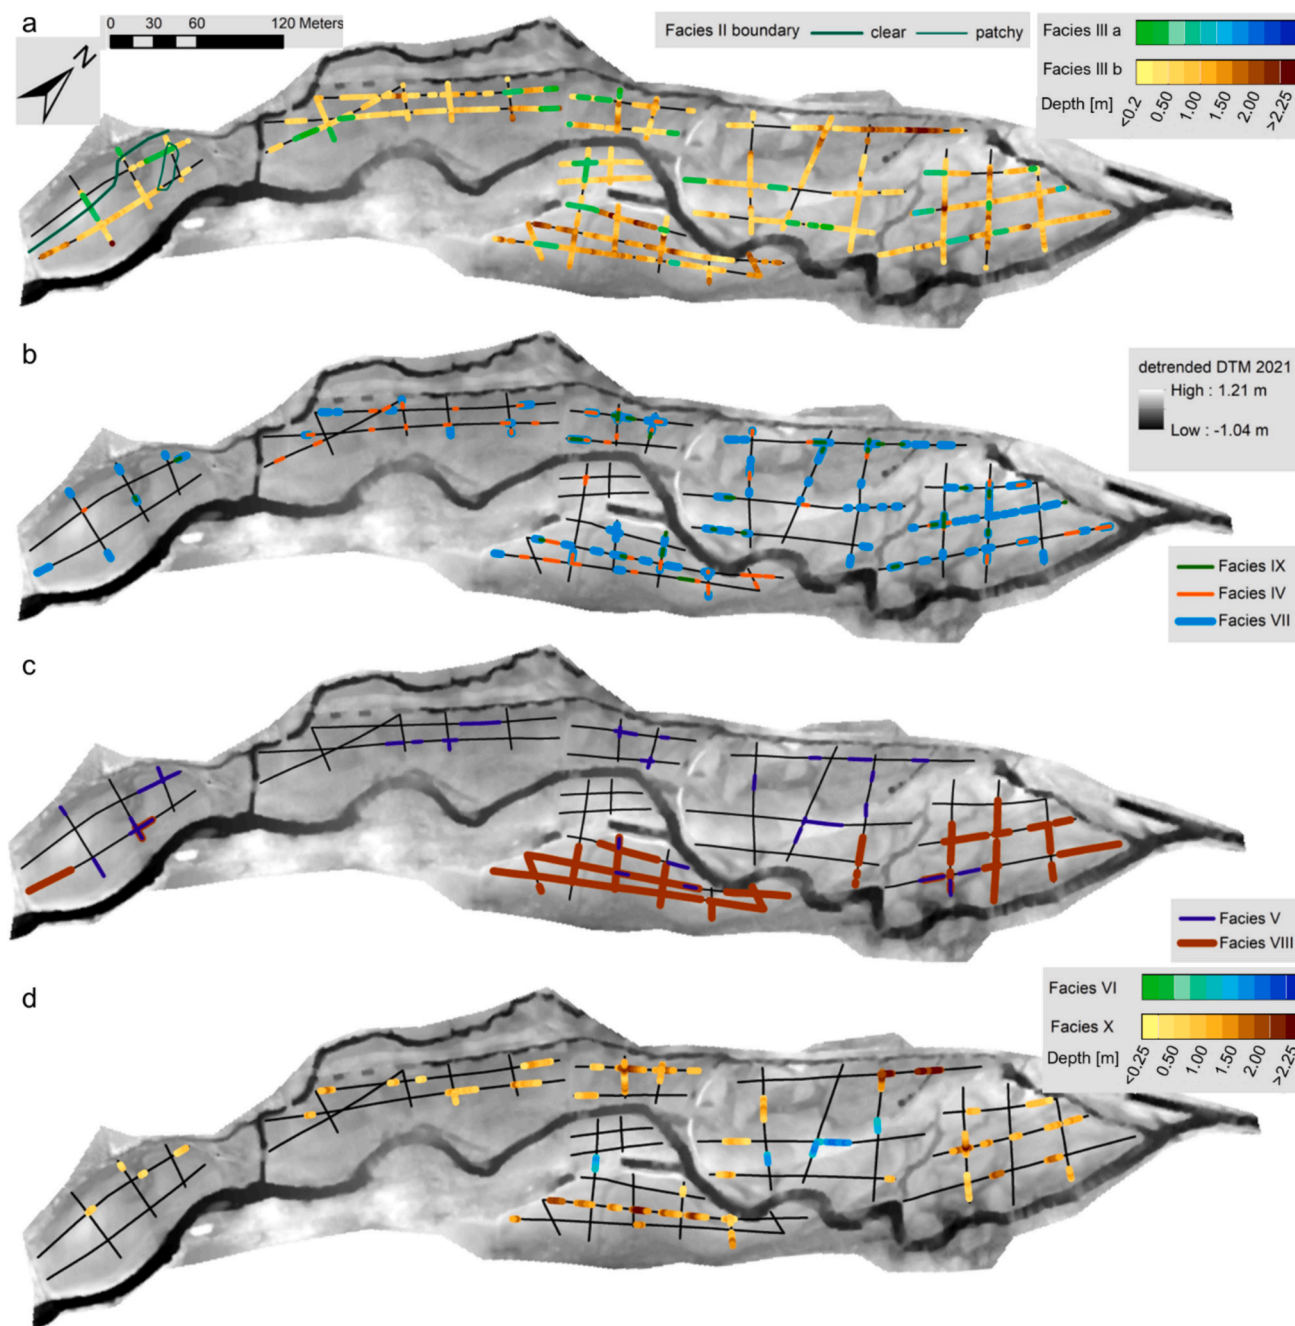 a
0 30 60 120 Meters
N
Facies II boundary clear patchy
Facies III a
Facies III b
Depth [m]
<0.2 0.50 1.00 1.50 2.00 >2.25
b
detrended DTM 2021
High : 1.21 m
Low : -1.04 m
Facies IX
Facies IV
Facies VII
c
Facies V
Facies VIII
d
Facies VI
Facies X
Depth [m]
<0.25 0.50 1.00 1.50 2.00 >2.25